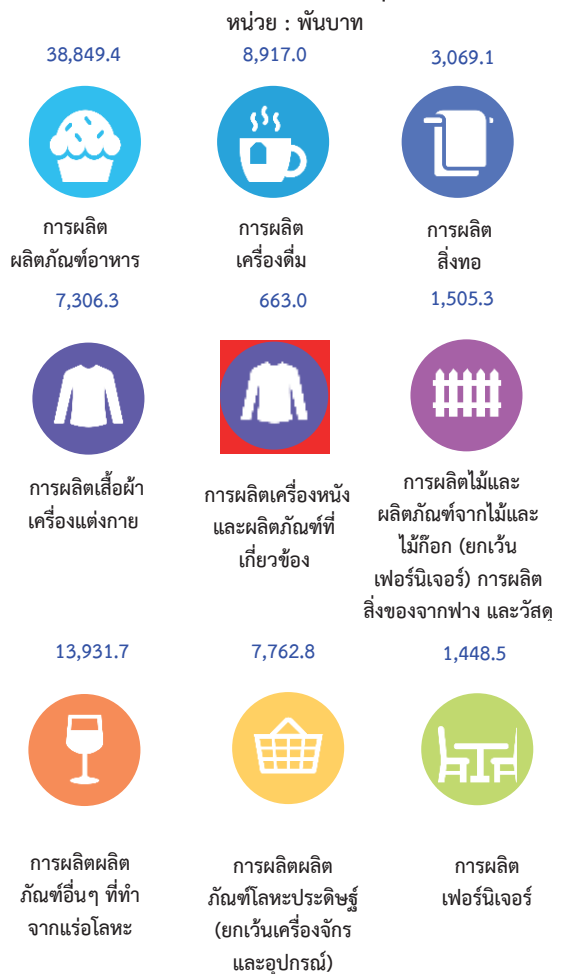 หน่วย : พันบาท
38,849.4
8,917.0
3,069.1
การผลิต
ผลิตภัณฑ์อาหาร
การผลิต
เครื่องดื่ม
การผลิต
สิ่งทอ
7,306.3
663.0
1,505.3
การผลิตเสื้อผ้า
เครื่องแต่งกาย
การผลิตเครื่องหนัง
และผลิตภัณฑ์ที่
เกี่ยวข้อง
การผลิตไม้และ
ผลิตภัณฑ์จากไม้และ
ไม้ก๊อก (ยกเว้น
เฟอร์นิเจอร์) การผลิต
สิ่งของจากฟาง และวัสดุ
13,931.7
7,762.8
1,448.5
การผลิตผลิต
ภัณฑ์อื่นๆ ที่ทำ
จากแร่อโลหะ
การผลิตผลิต
ภัณฑ์โลหะประดิษฐ์
(ยกเว้นเครื่องจักร
และอุปกรณ์)
การผลิต
เฟอร์นิเจอร์